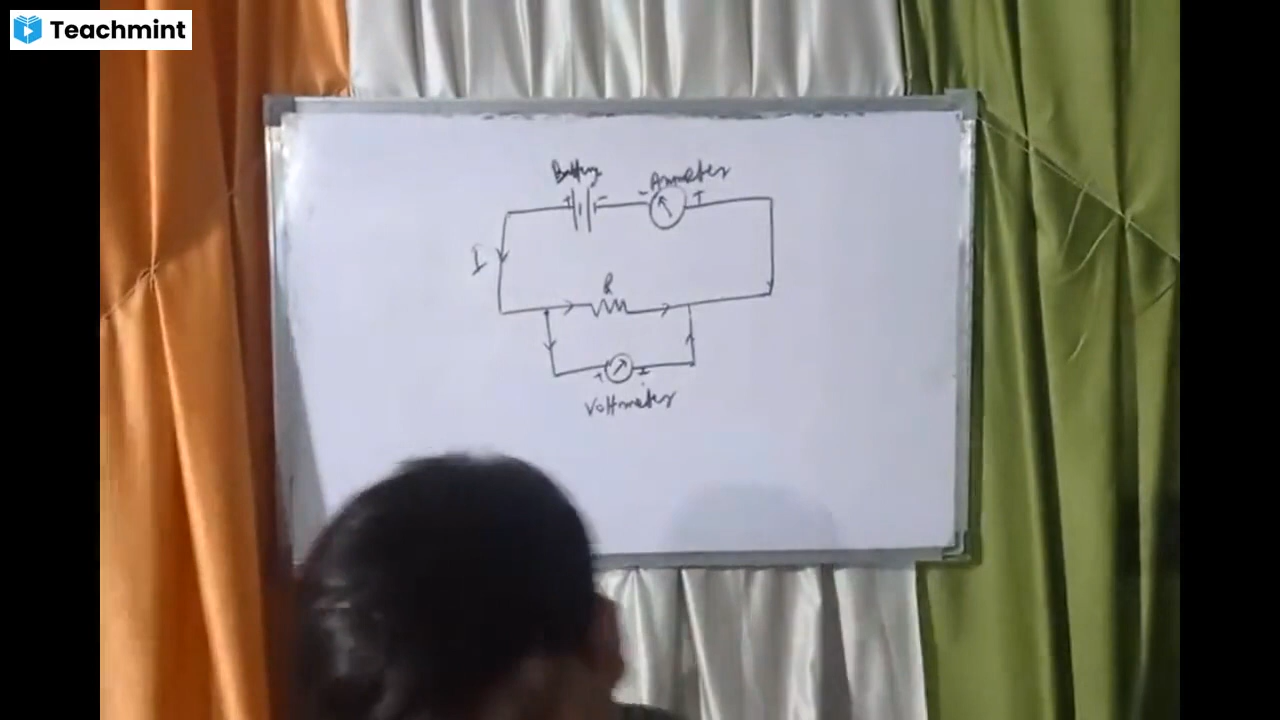 Teachmint
Battery
Ammeter
+ - - +
I
R
+
Voltmeter